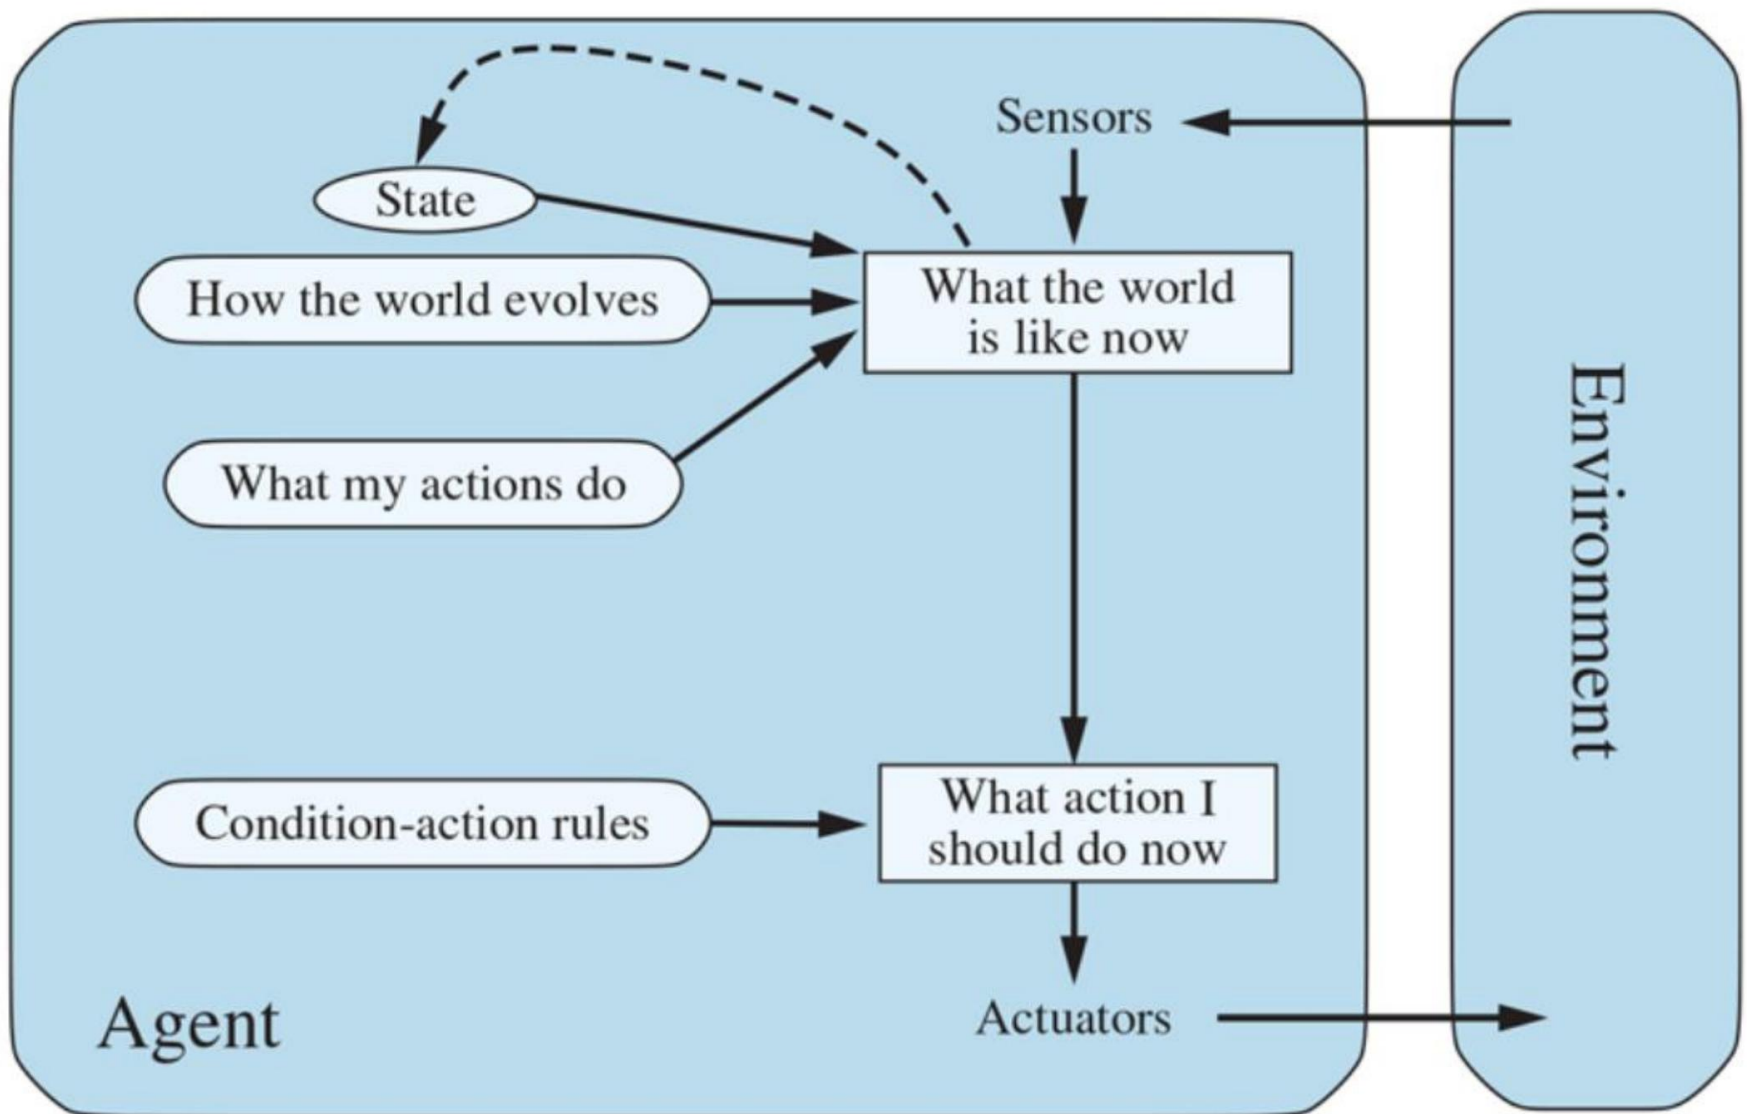 Sensors
State
How the world evolves
What the world
is like now
What my actions do
Environment
Condition-action rules
What action I
should do now
Agent
Actuators